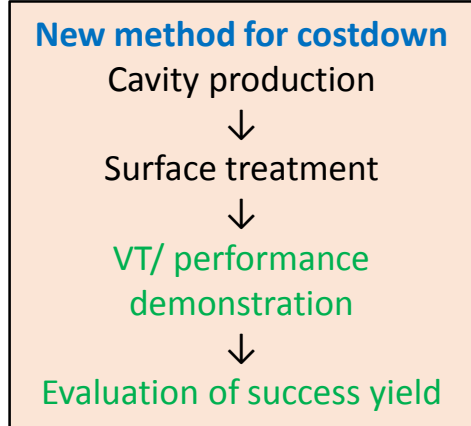 New method for costdown
Cavity production
↓
Surface treatment
↓
VT/ performance
demonstration
↓
Evaluation of success yield